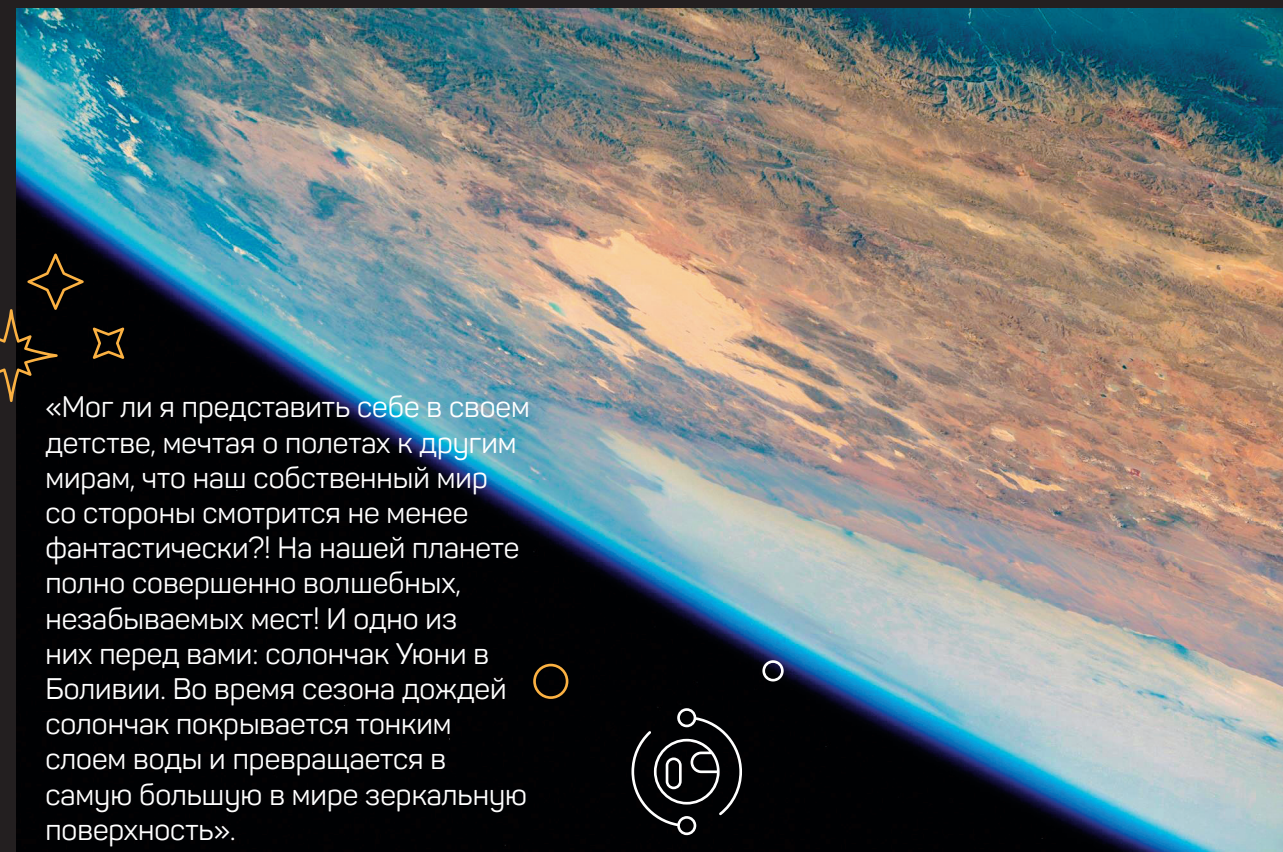 «Мог ли я представить себе в своем
детстве, мечтая о полетах к другим
мирам, что наш собственный мир
со стороны смотрится не менее
фантастически?! На нашей планете
полно совершенно волшебных,
незабываемых мест! И одно из
них перед вами: солончак Уюни в
Боливии. Во время сезона дождей
солончак покрывается тонким
слоем воды и превращается в
самую большую в мире зеркальную
поверхность».